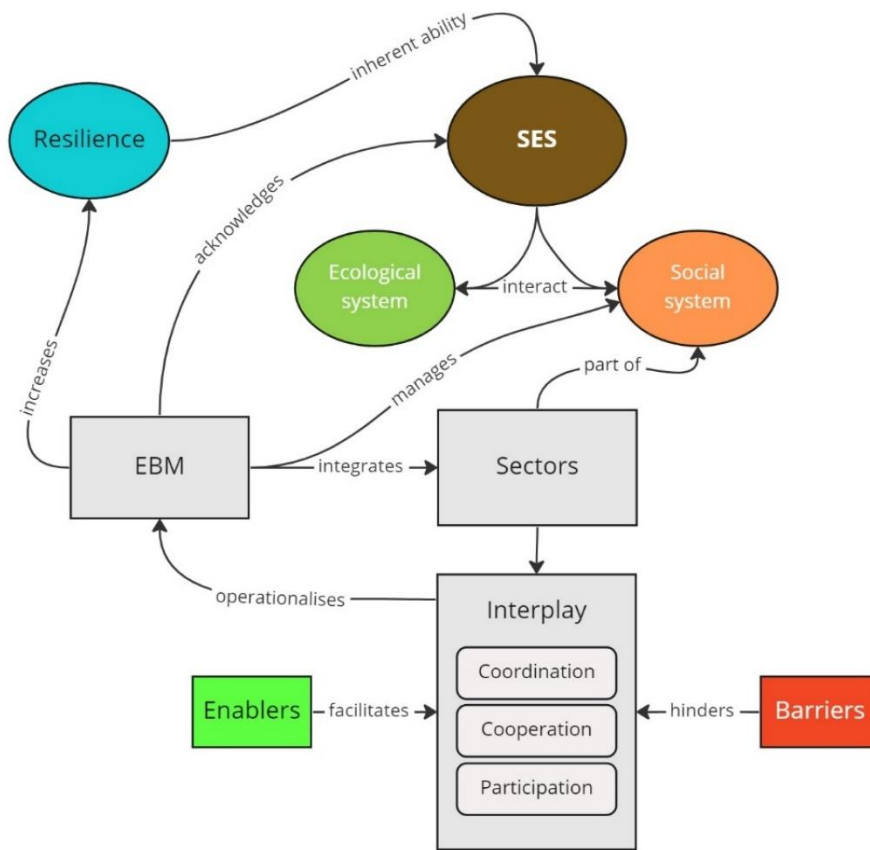 inherent ability
Resilience
SES
acknowledges
Ecological
system
interact
Social
system
increases
manages
part of
EBM
integrates
Sectors
operationalises
Interplay
Coordination
Enablers
facilitates
Cooperation
hinders
Barriers
Participation